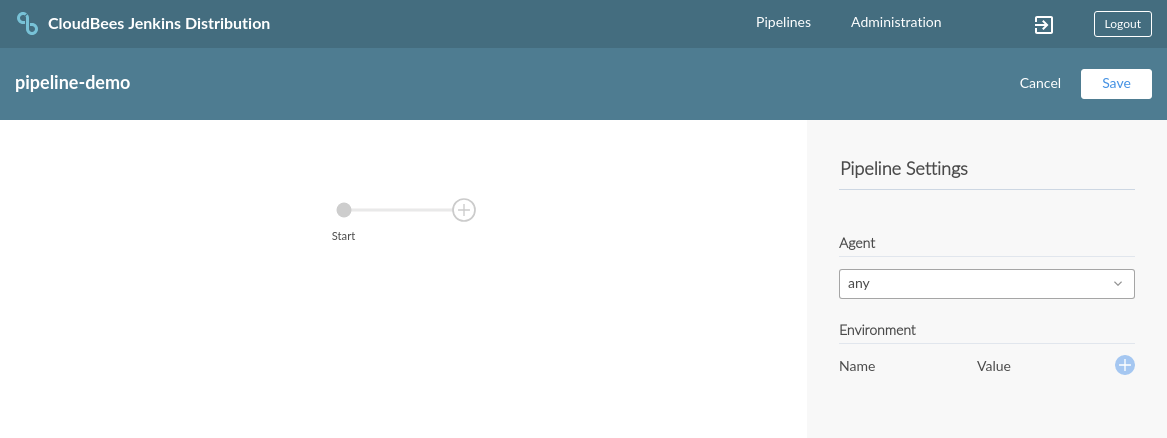 CloudBees Jenkins Distribution
Pipelines
Administration
Logout
pipeline-demo
Cancel
Save
Start
Pipeline Settings
Agent
any
Environment
Name
Value